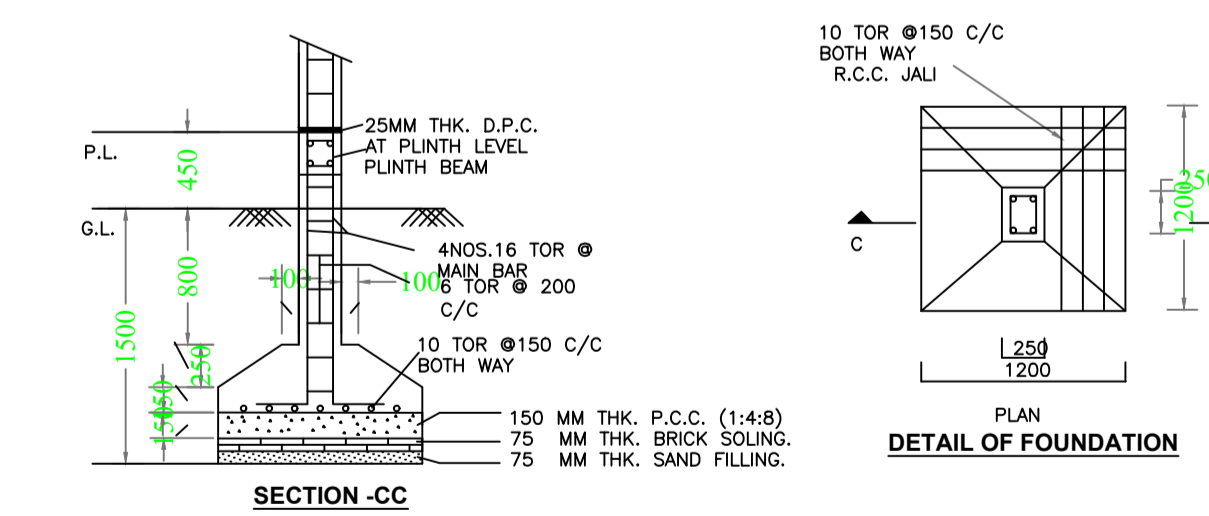 25MM THK. D.P.C.
AT PLINTH LEVEL
PLINTH BEAM
P.L.
450
G.L.
4NOS.16 TOR @
MAIN BAR
6 TOR @ 200
C/C
100
100
800
1500
250
10 TOR @150 C/C
BOTH WAY
150
150
150 MM THK. P.C.C. (1:4:8)
75 MM THK. BRICK SOLING.
75 MM THK. SAND FILLING.
SECTION -CC
10 TOR @150 C/C
BOTH WAY
R.C.C. JALI
C
250
1200
250
1200
PLAN
DETAIL OF FOUNDATION